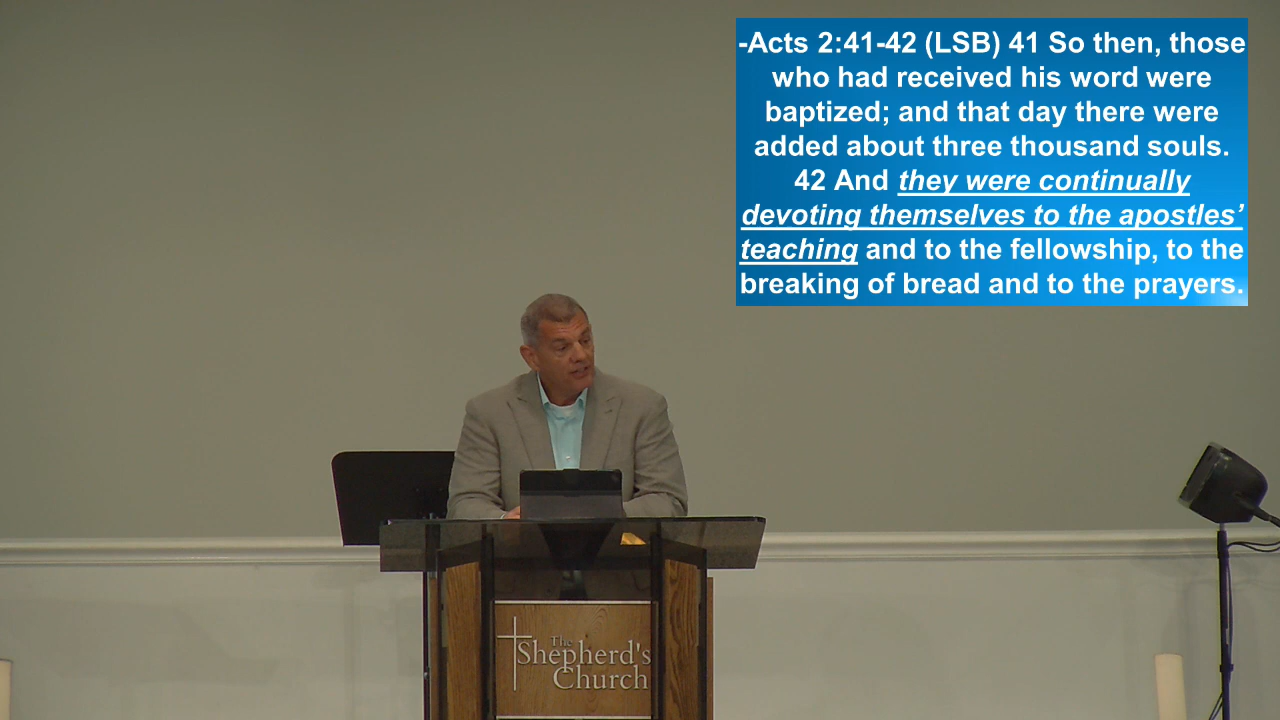 -Acts 2:41-42 (LSB) 41 So then, those
who had received his word were
baptized; and that day there were
added about three thousand souls.
42 And they were continually
devoting themselves to the apostles’
teaching and to the fellowship, to the
breaking of bread and to the prayers.
The
Shepherd's
Church